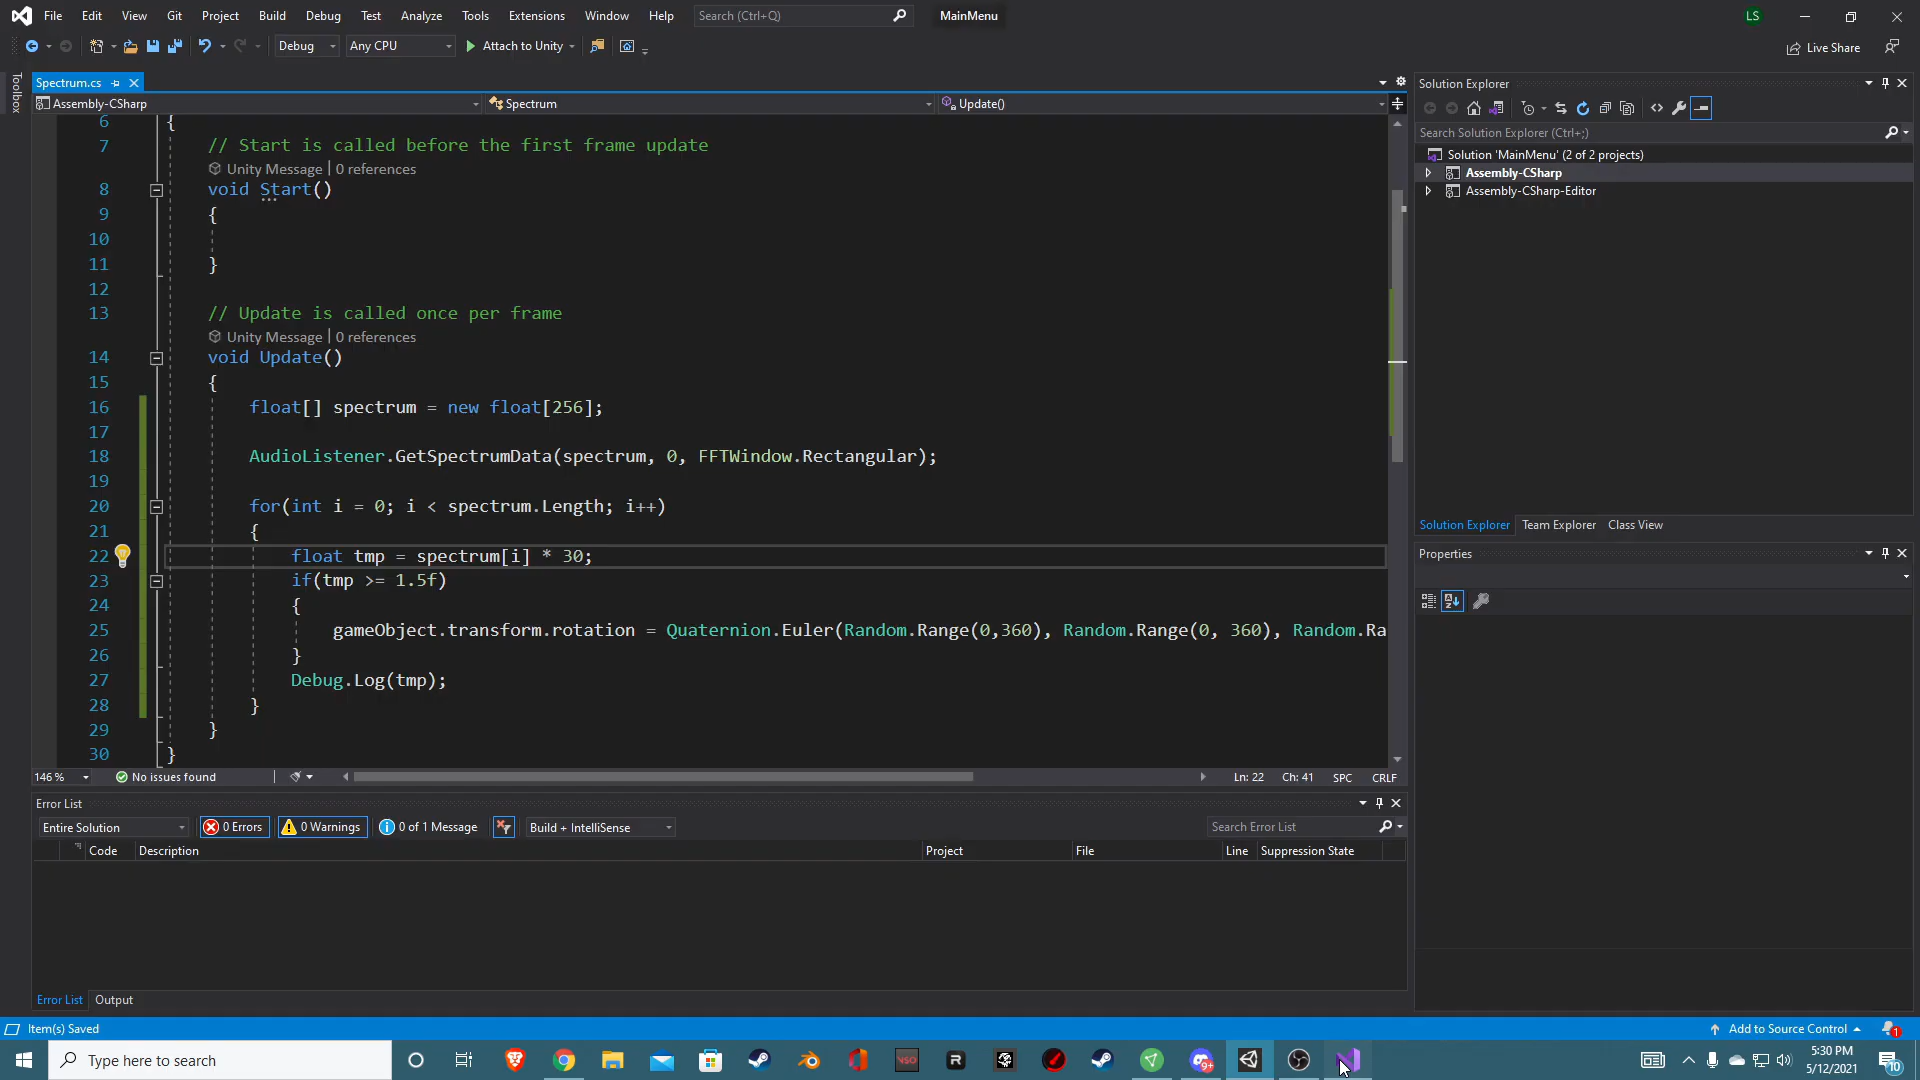 File Edit View Git Project Build Debug Test Analyze Tools Extensions Window Help Search (Ctrl+Q) MainMenu LS
Debug Any CPU Attach to Unity Live Share
Toolbox
Spectrum.cs
Assembly-CSharp Spectrum Update()
6 {
7 // Start is called before the first frame update
Unity Message | 0 references
8 void Start()
9 {
10
11 }
12
13 // Update is called once per frame
Unity Message | 0 references
14 void Update()
15 {
16 float[] spectrum = new float[256];
17
18 AudioListener.GetSpectrumData(spectrum, 0, FFTWindow.Rectangular);
19
20 for(int i = 0; i < spectrum.Length; i++)
21 {
22 float tmp = spectrum[i] * 30;
23 if(tmp >= 1.5f)
24 {
25 gameObject.transform.rotation = Quaternion.Euler(Random.Range(0,360), Random.Range(0, 360), Random.Ra
26 }
27 Debug.Log(tmp);
28 }
29 }
30 }
146 % No issues found Ln: 22 Ch: 41 SPC CRLF
Error List
Entire Solution 0 Errors 0 Warnings 0 of 1 Message Build + IntelliSense Search Error List
Code Description Project File Line Suppression State
Error List Output
Solution Explorer
Search Solution Explorer (Ctrl+;)
Solution 'MainMenu' (2 of 2 projects)
Assembly-CSharp
Assembly-CSharp-Editor
Solution Explorer Team Explorer Class View
Properties
Item(s) Saved Add to Source Control 1
Type here to search VSO R 9+ 5:30 PM
5/12/2021 10